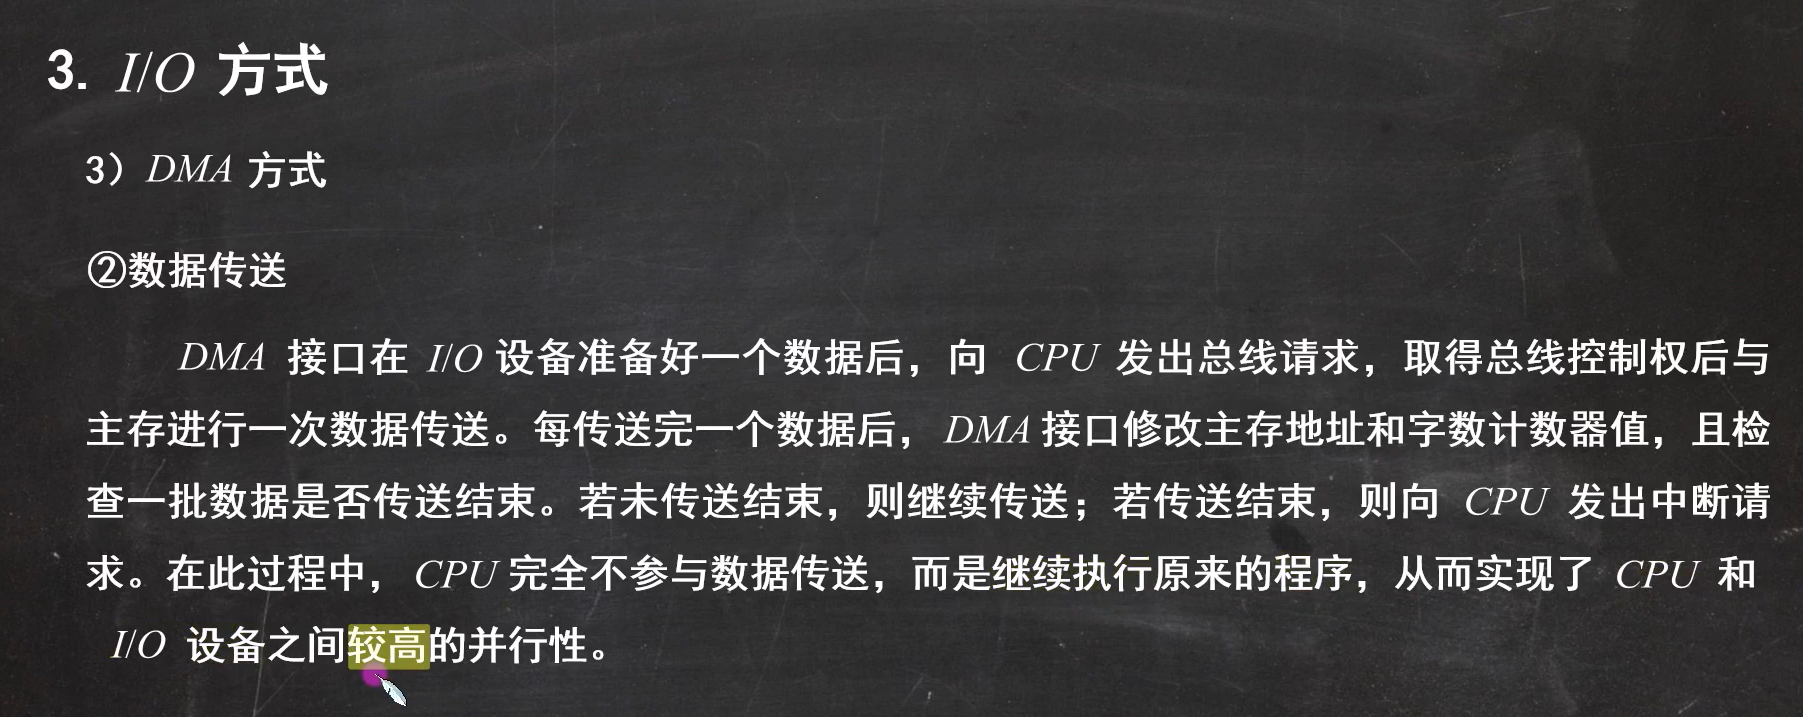 3. I/O 方式
3）DMA 方式
②数据传送
DMA 接口在 I/O 设备准备好一个数据后，向 CPU 发出总线请求，取得总线控制权后与
主存进行一次数据传送。每传送完一个数据后，DMA 接口修改主存地址和字数计数器值，且检
查一批数据是否传送结束。若未传送结束，则继续传送；若传送结束，则向 CPU 发出中断请
求。在此过程中，CPU 完全不参与数据传送，而是继续执行原来的程序，从而实现了 CPU 和
I/O 设备之间较高的并行性。